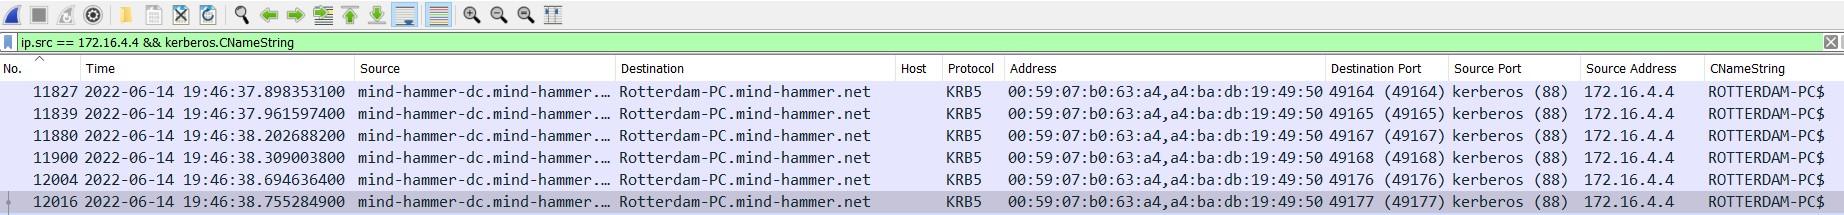 ip.src == 172.16.4.4 && kerberos.CNameString
No. Time Source Destination Host Protocol Address Destination Port Source Port Source Address CNameString
11827 2022-06-14 19:46:37.898353100 mind-hammer-dc.mind-hammer.… Rotterdam-PC.mind-hammer.net KRB5 00:59:07:b0:63:a4,a4:ba:db:19:49:50 49164 (49164) kerberos (88) 172.16.4.4 ROTTERDAM-PC$
11839 2022-06-14 19:46:37.961597400 mind-hammer-dc.mind-hammer.… Rotterdam-PC.mind-hammer.net KRB5 00:59:07:b0:63:a4,a4:ba:db:19:49:50 49165 (49165) kerberos (88) 172.16.4.4 ROTTERDAM-PC$
11880 2022-06-14 19:46:38.202688200 mind-hammer-dc.mind-hammer.… Rotterdam-PC.mind-hammer.net KRB5 00:59:07:b0:63:a4,a4:ba:db:19:49:50 49167 (49167) kerberos (88) 172.16.4.4 ROTTERDAM-PC$
11900 2022-06-14 19:46:38.309003800 mind-hammer-dc.mind-hammer.… Rotterdam-PC.mind-hammer.net KRB5 00:59:07:b0:63:a4,a4:ba:db:19:49:50 49168 (49168) kerberos (88) 172.16.4.4 ROTTERDAM-PC$
12004 2022-06-14 19:46:38.694636400 mind-hammer-dc.mind-hammer.… Rotterdam-PC.mind-hammer.net KRB5 00:59:07:b0:63:a4,a4:ba:db:19:49:50 49176 (49176) kerberos (88) 172.16.4.4 ROTTERDAM-PC$
12016 2022-06-14 19:46:38.755284900 mind-hammer-dc.mind-hammer.… Rotterdam-PC.mind-hammer.net KRB5 00:59:07:b0:63:a4,a4:ba:db:19:49:50 49177 (49177) kerberos (88) 172.16.4.4 ROTTERDAM-PC$